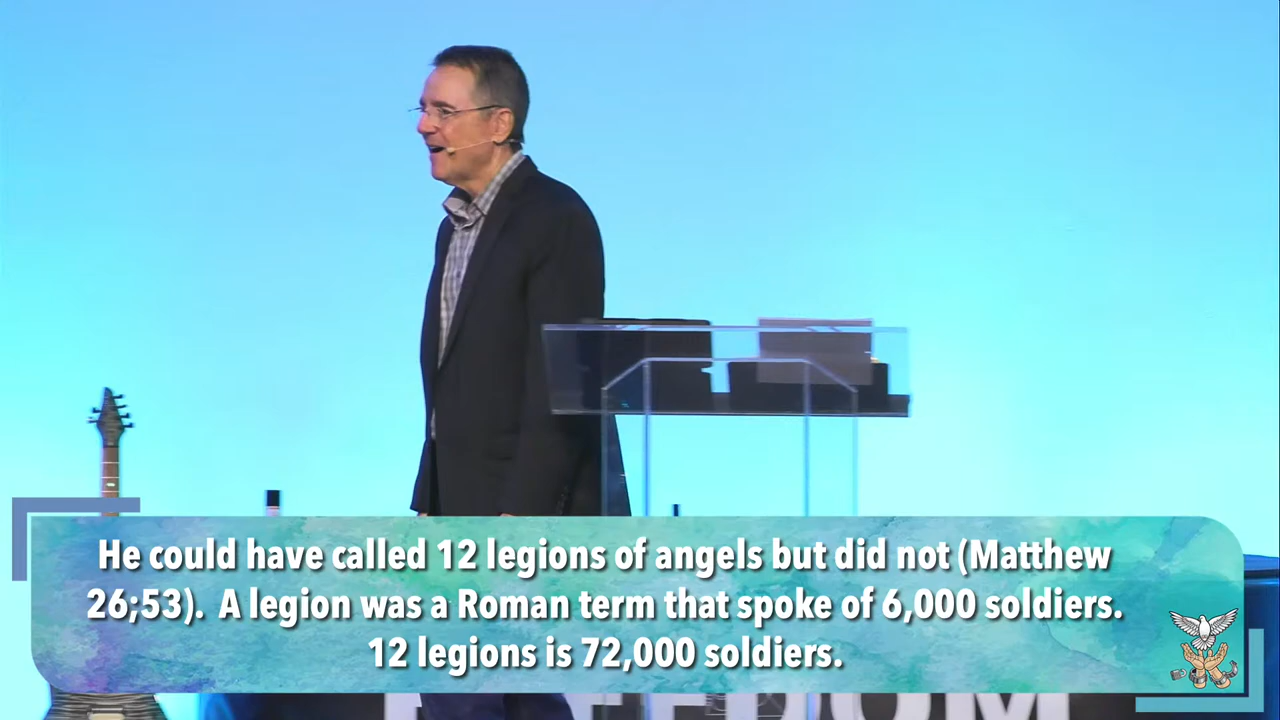 He could have called 12 legions of angels but did not (Matthew
26;53).  A legion was a Roman term that spoke of 6,000 soldiers.
12 legions is 72,000 soldiers.
FREEDOM